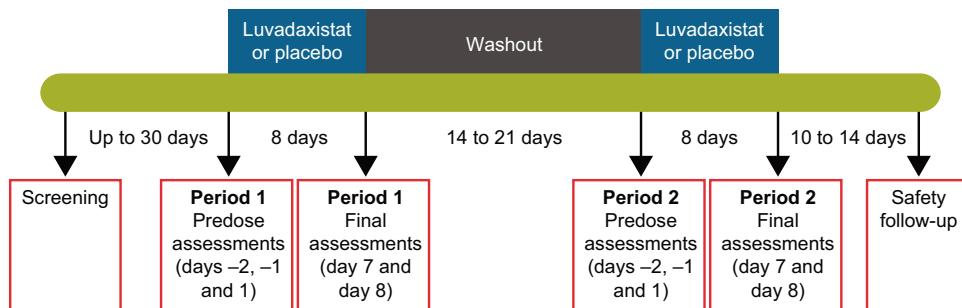 Luvadaxistat
or placebo
Washout
Luvadaxistat
or placebo
Up to 30 days
8 days
14 to 21 days
8 days
10 to 14 days
Screening
Period 1
Predose
assessments
(days –2, –1
and 1)
Period 1
Final
assessments
(day 7 and
day 8)
Period 2
Predose
assessments
(days –2, –1
and 1)
Period 2
Final
assessments
(day 7 and
day 8)
Safety
follow-up